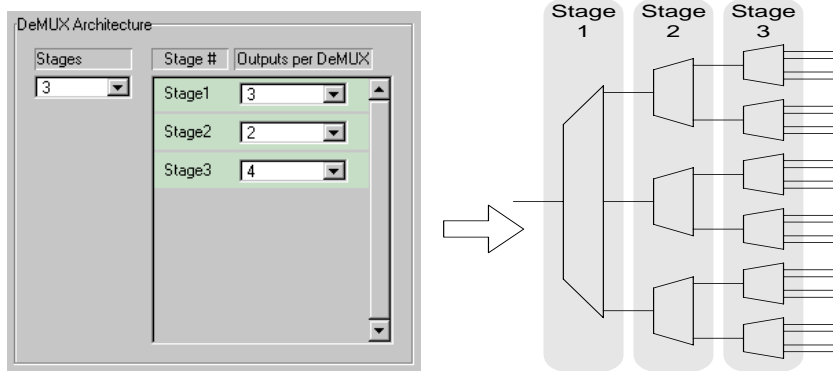 DeMUX Architecture
Stages
Stage #
Outputs per DeMUX
3
Stage1
3
Stage2
2
Stage3
4
Stage
1
Stage
2
Stage
3